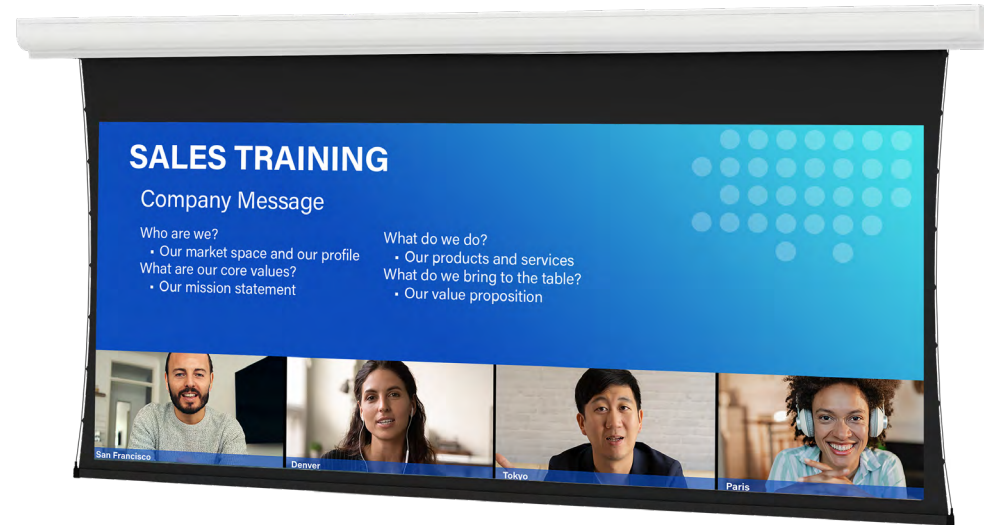 SALES TRAINING
Company Message
Who are we?
▪ Our market space and our profile
What are our core values?
▪ Our mission statement
What do we do?
▪ Our products and services
What do we bring to the table?
▪ Our value proposition
San Francisco
Denver
Tokyo
Paris